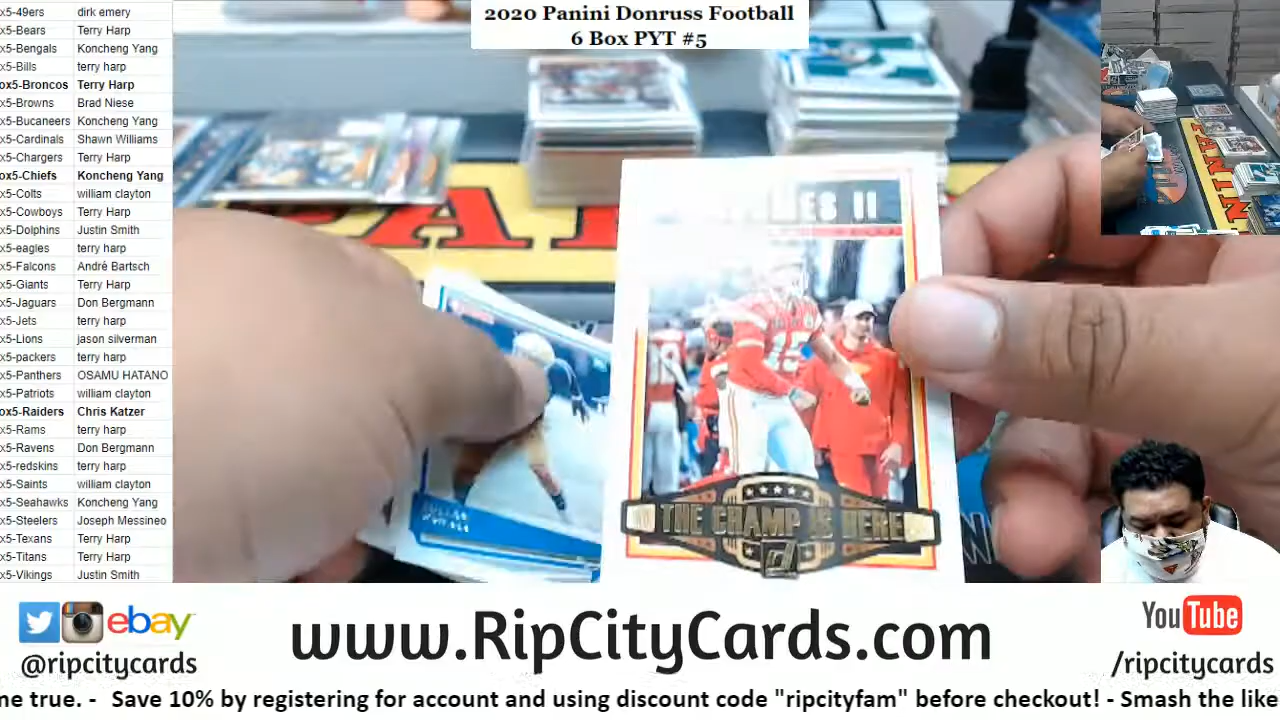 2020 Panini Donruss Football
6 Box PYT #5
x5-49ers dirk emery
x5-Bears Terry Harp
x5-Bengals Koncheng Yang
x5-Bills terry harp
ox5-Broncos Terry Harp
x5-Browns Brad Niese
x5-Bucaneers Koncheng Yang
x5-Cardinals Shawn Williams
x5-Chargers Terry Harp
ox5-Chiefs Koncheng Yang
x5-Colts william clayton
x5-Cowboys Terry Harp
x5-Dolphins Justin Smith
x5-eagles terry harp
x5-Falcons André Bartsch
x5-Giants Terry Harp
x5-Jaguars Don Bergmann
x5-Jets terry harp
x5-Lions jason silverman
x5-packers terry harp
x5-Panthers OSAMU HATANO
x5-Patriots william clayton
ox5-Raiders Chris Katzer
x5-Rams terry harp
x5-Ravens Don Bergmann
x5-redskins terry harp
x5-Saints william clayton
x5-Seahawks Koncheng Yang
x5-Steelers Joseph Messineo
x5-Texans Terry Harp
x5-Titans Terry Harp
x5-Vikings Justin Smith
ES II
15
THE CHAMP IS HERE
ebay
@ripcitycards
www.RipCityCards.com
YouTube
/ripcitycards
me true. - Save 10% by registering for account and using discount code "ripcityfam" before checkout! - Smash the like